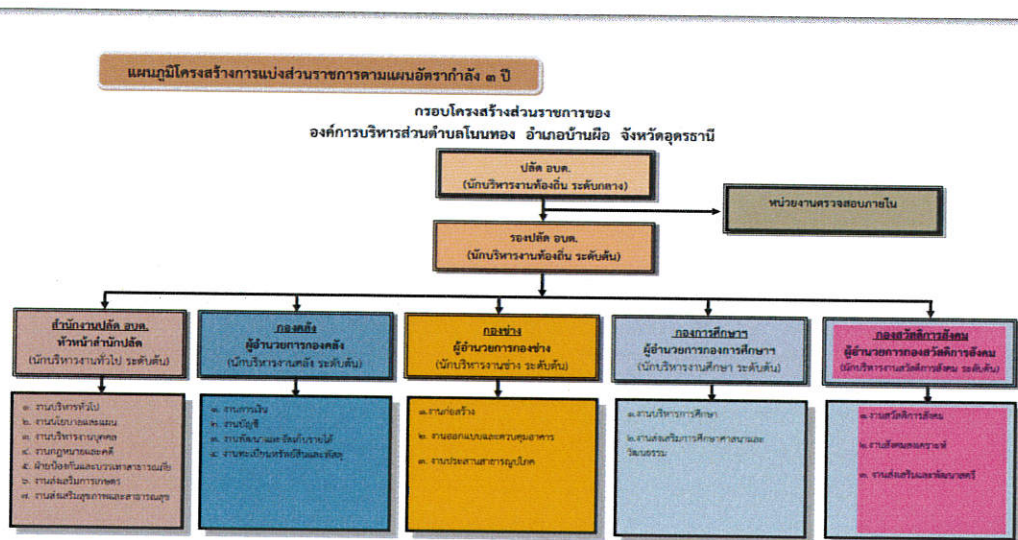 แผนภูมิโครงสร้างการแบ่งส่วนราชการตามแผนอัตรากำลัง ๓ ปี
กรอบโครงสร้างส่วนราชการของ
องค์การบริหารส่วนตำบลโนนทอง อำเภอบ้านผือ จังหวัดอุดรธานี
ปลัด อบต.
(นักบริหารงานท้องถิ่น ระดับกลาง)
หน่วยงานตรวจสอบภายใน
รองปลัด อบต.
(นักบริหารงานท้องถิ่น ระดับต้น)
สำนักงานปลัด อบต.
หัวหน้าสำนักปลัด
(นักบริหารงานทั่วไป ระดับต้น)
๑. งานบริหารทั่วไป
๒. งานนโยบายและแผน
๓. งานบริหารงานบุคคล
๔. งานกฎหมายและคดี
๕. ฝ่ายป้องกันและบรรเทาสาธารณภัย
๖. งานส่งเสริมการเกษตร
๗. งานส่งเสริมสุขภาพและสาธารณสุข
กองคลัง
ผู้อำนวยการกองคลัง
(นักบริหารงานคลัง ระดับต้น)
๑. งานการเงิน
๒. งานบัญชี
๓. งานพัฒนาและจัดเก็บรายได้
๔. งานทะเบียนทรัพย์สินและพัสดุ
กองช่าง
ผู้อำนวยการกองช่าง
(นักบริหารงานช่าง ระดับต้น)
๑.งานก่อสร้าง
๒. งานออกแบบและควบคุมอาคาร
๓. งานประสานสาธารณูปโภค
กองการศึกษาฯ
ผู้อำนวยการกองการศึกษาฯ
(นักบริหารงานศึกษา ระดับต้น)
๑.งานบริหารการศึกษา
๒.งานส่งเสริมการศึกษาศาสนาและ
วัฒนธรรม
กองสวัสดิการสังคม
ผู้อำนวยการกองสวัสดิการสังคม
(นักบริหารงานสวัสดิการสังคม ระดับต้น)
๑.งานสวัสดิการสังคม
๒.งานสังคมสงเคราะห์
๓. งานส่งเสริมและพัฒนาสตรี